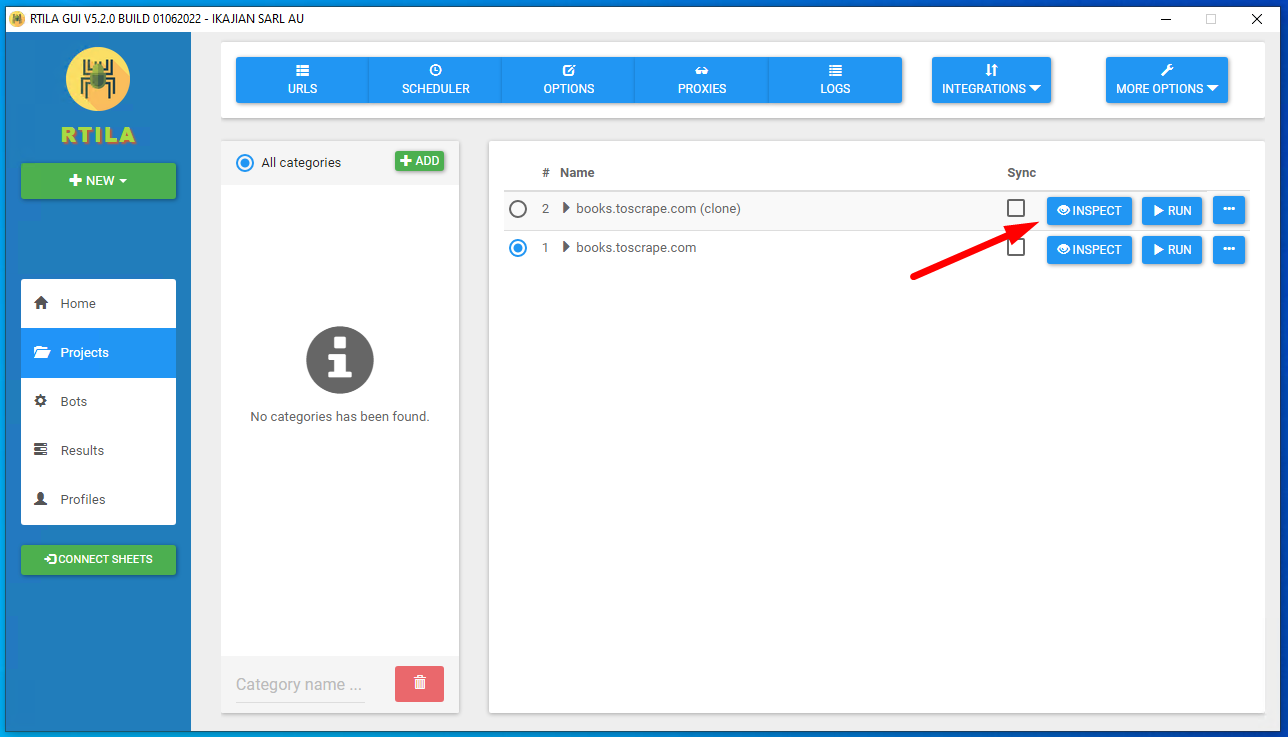 RTILA GUI V5.2.0 BUILD 01062022 - IKAJIAN SARL AU
RTILA
NEW
Home
Projects
Bots
Results
Profiles
CONNECT SHEETS
URLS
SCHEDULER
OPTIONS
PROXIES
LOGS
INTEGRATIONS
MORE OPTIONS
All categories
ADD
No categories has been found.
Category name ...
# Name Sync
2 books.toscrape.com (clone) INSPECT RUN
1 books.toscrape.com INSPECT RUN